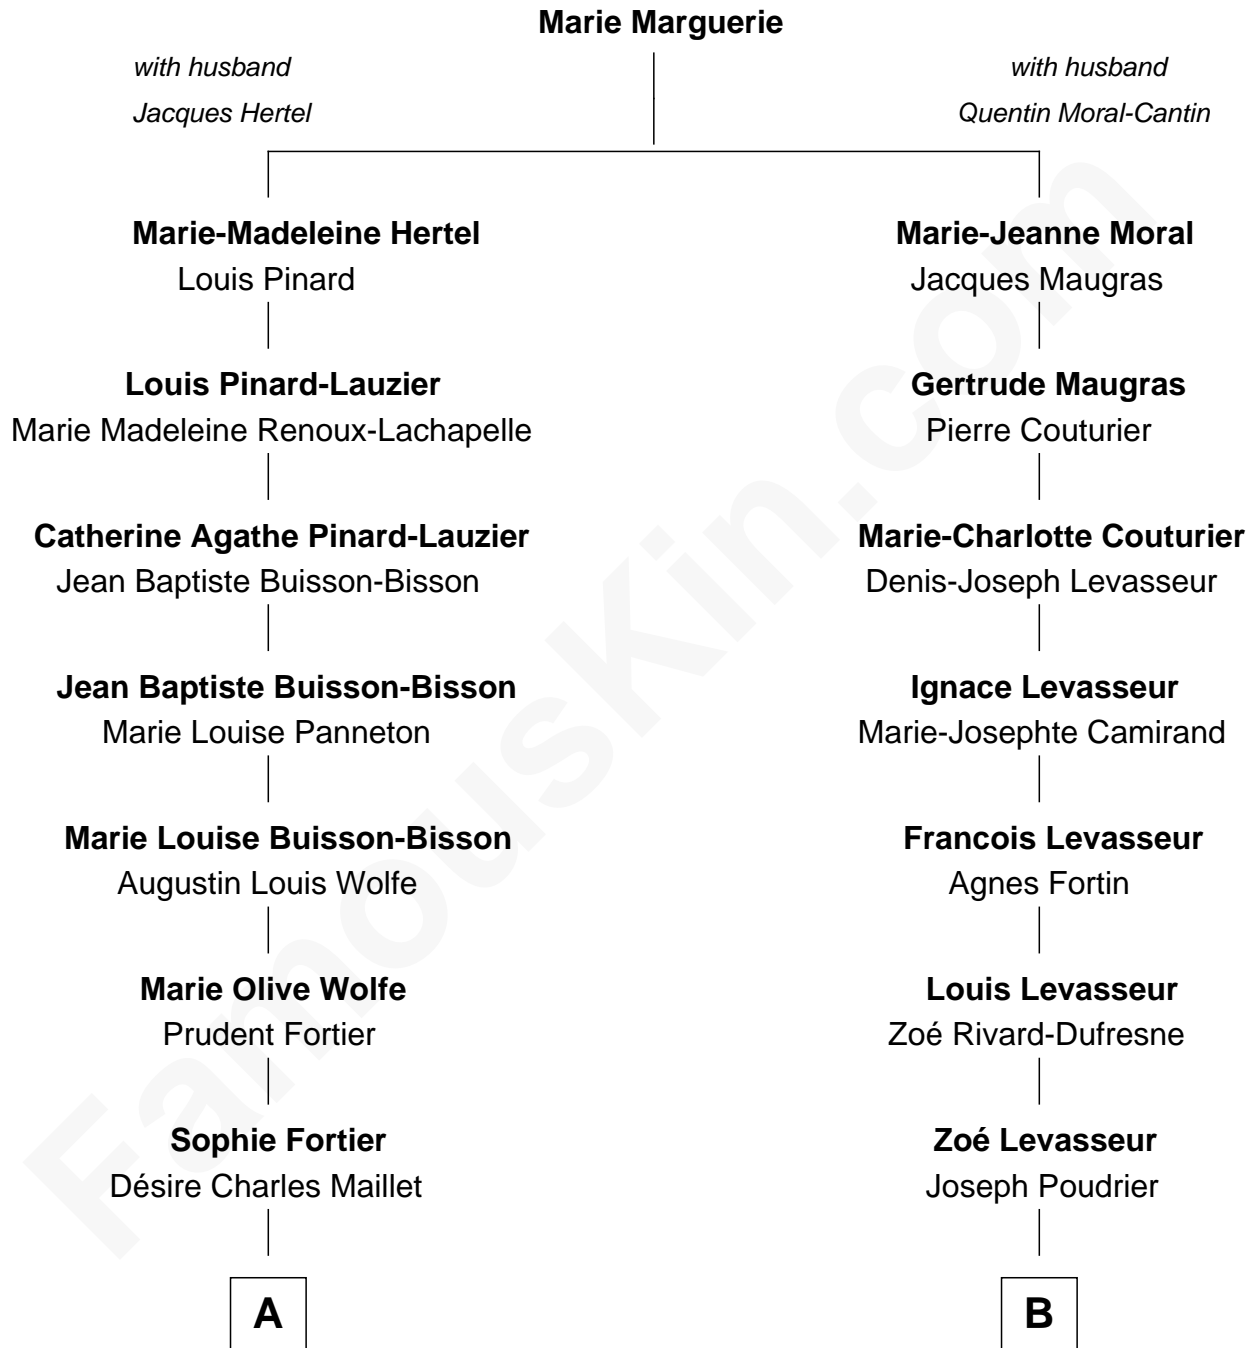 Marie Marguerie
with husband
Jacques Hertel
with husband
Quentin Moral-Cantin
Marie-Madeleine Hertel
Louis Pinard
Marie-Jeanne Moral
Jacques Maugras
Louis Pinard-Lauzier
Marie Madeleine Renoux-Lachapelle
Gertrude Maugras
Pierre Couturier
Catherine Agathe Pinard-Lauzier
Jean Baptiste Buisson-Bisson
Marie-Charlotte Couturier
Denis-Joseph Levasseur
Jean Baptiste Buisson-Bisson
Marie Louise Panneton
Ignace Levasseur
Marie-Josephte Camirand
Marie Louise Buisson-Bisson
Augustin Louis Wolfe
Francois Levasseur
Agnes Fortin
Marie Olive Wolfe
Prudent Fortier
Louis Levasseur
Zoé Rivard-Dufresne
Sophie Fortier
Désire Charles Maillet
Zoé Levasseur
Joseph Poudrier
A
B
FamousKin.com